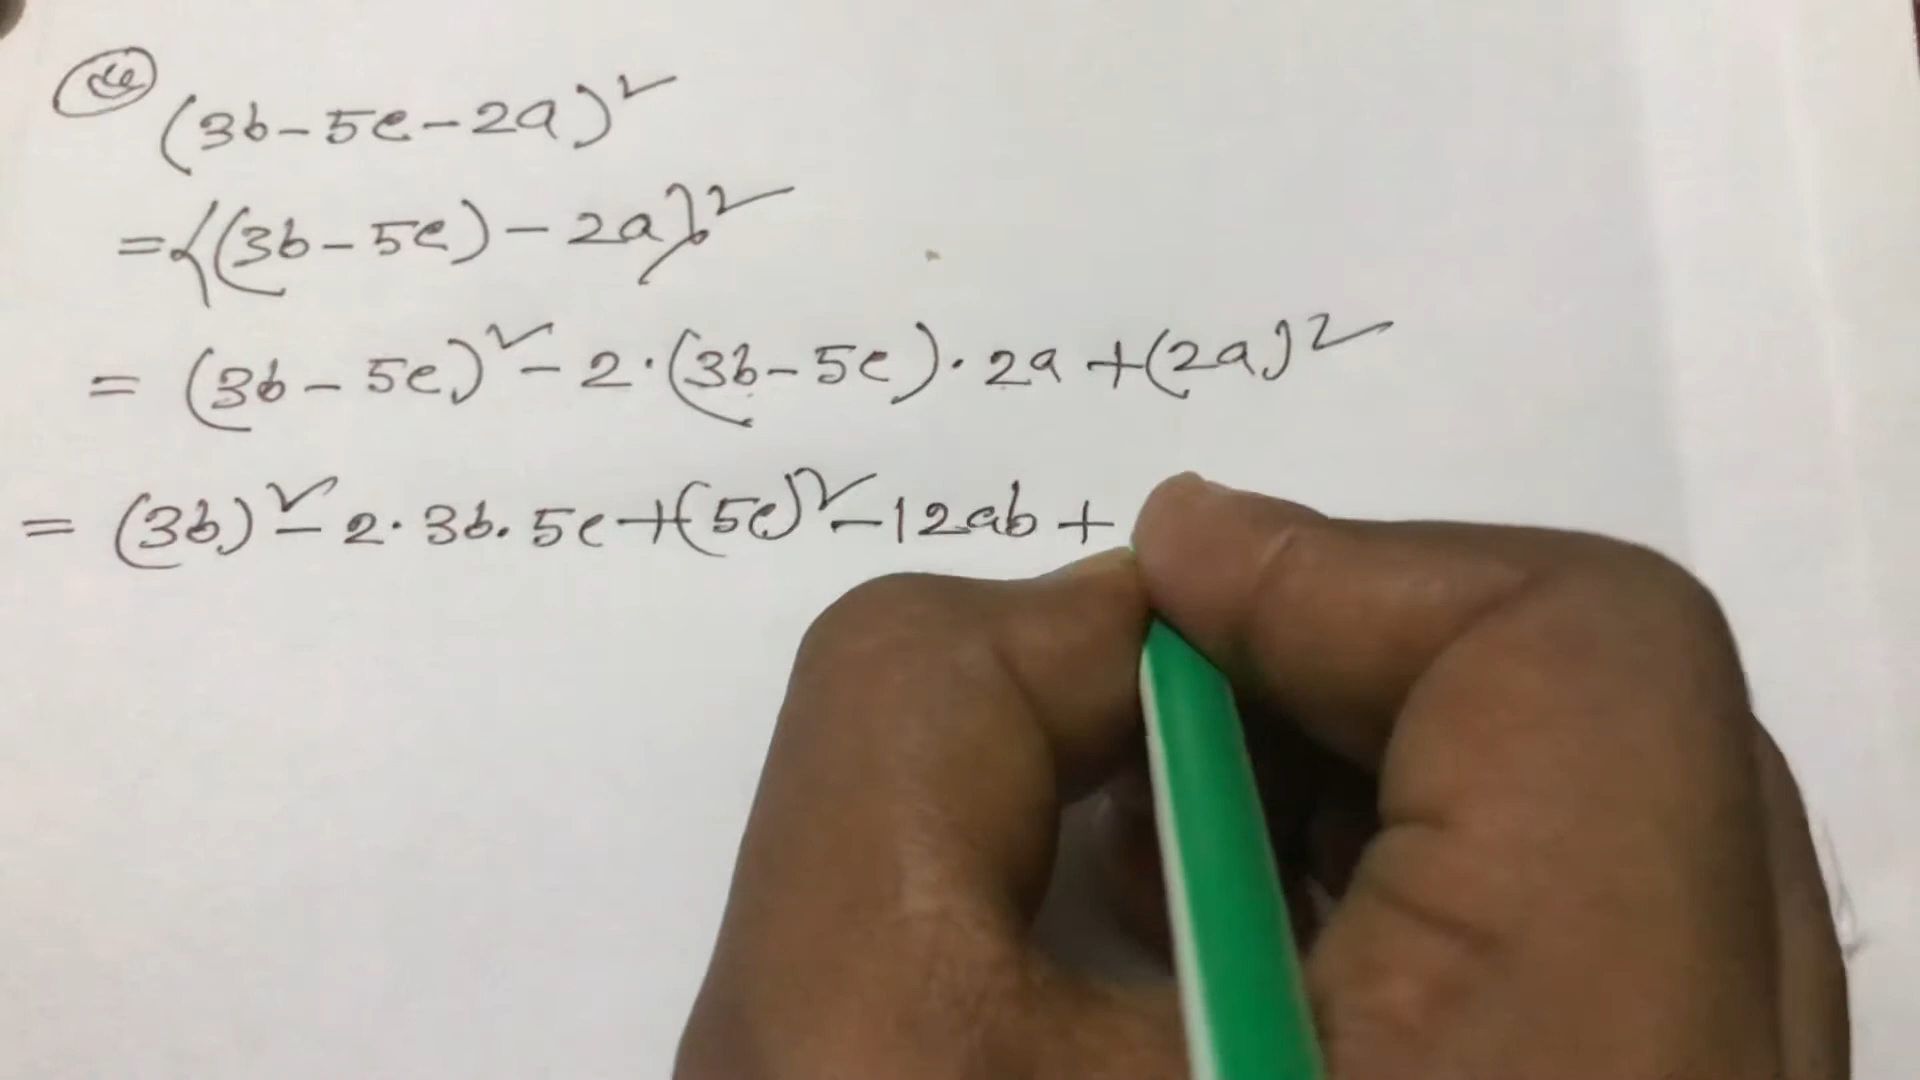 (3b-5c-2a)²
={(3b-5c)-2a}²
= (3b-5c)²-2·(3b-5c)·2a+(2a)²
= (3b)²-2·3b·5c+(5c)²-12ab+